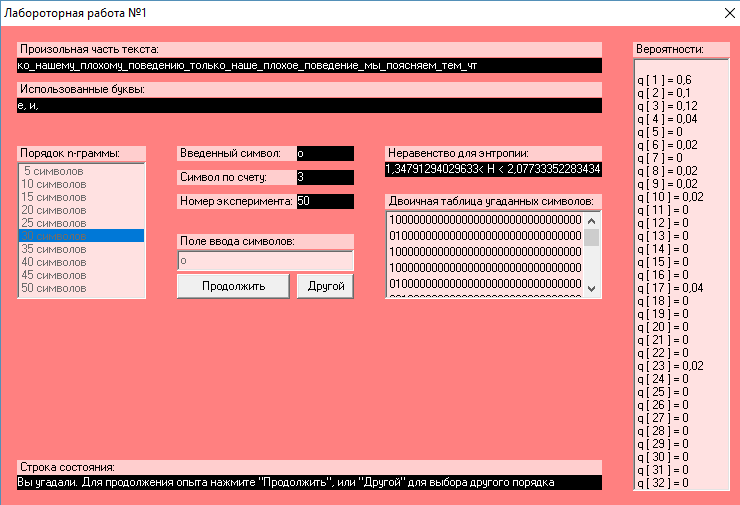 Лабороторная работа №1
Произольная часть текста:
ко_нашему_плохому_поведению_только_наше_плохое_поведение_мы_поясняем_тем_чт
Использованные буквы:
е, и,
Порядок n-граммы:
5 символов
10 символов
15 символов
20 символов
25 символов
30 символов
35 символов
40 символов
45 символов
50 символов
Введенный символ: о
Символ по счету: 3
Номер эксперимента: 50
Поле ввода символов:
о
Продолжить Другой
Неравенство для энтропии:
1,34791294029633< H < 2,07733352283434
Двоичная таблица угаданных символов:
10000000000000000000000000000000
01000000000000000000000000000000
10000000000000000000000000000000
10000000000000000000000000000000
01000000000000000000000000000000
Вероятности:
q [ 1 ] = 0,6
q [ 2 ] = 0,1
q [ 3 ] = 0,12
q [ 4 ] = 0,04
q [ 5 ] = 0
q [ 6 ] = 0,02
q [ 7 ] = 0
q [ 8 ] = 0,02
q [ 9 ] = 0,02
q [ 10 ] = 0,02
q [ 11 ] = 0
q [ 12 ] = 0
q [ 13 ] = 0
q [ 14 ] = 0
q [ 15 ] = 0
q [ 16 ] = 0
q [ 17 ] = 0,04
q [ 18 ] = 0
q [ 19 ] = 0
q [ 20 ] = 0
q [ 21 ] = 0
q [ 22 ] = 0
q [ 23 ] = 0,02
q [ 24 ] = 0
q [ 25 ] = 0
q [ 26 ] = 0
q [ 27 ] = 0
q [ 28 ] = 0
q [ 29 ] = 0
q [ 30 ] = 0
q [ 31 ] = 0
q [ 32 ] = 0
Строка состояния:
Вы угадали. Для продолжения опыта нажмите "Продолжить", или "Другой" для выбора другого порядка